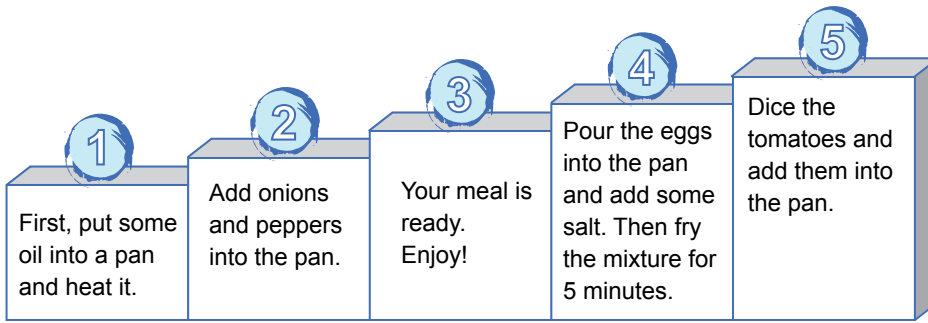 1
First, put some
oil into a pan
and heat it.
2
Add onions
and peppers
into the pan.
3
Your meal is
ready.
Enjoy!
4
Pour the eggs
into the pan
and add some
salt. Then fry
the mixture for
5 minutes.
5
Dice the
tomatoes and
add them into
the pan.